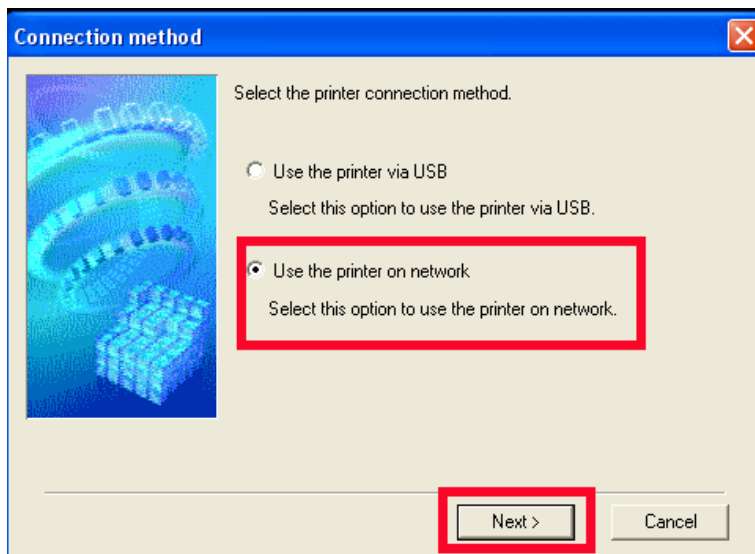 Connection method
Select the printer connection method.
Use the printer via USB
Select this option to use the printer via USB.
Use the printer on network
Select this option to use the printer on network.
Next >
Cancel